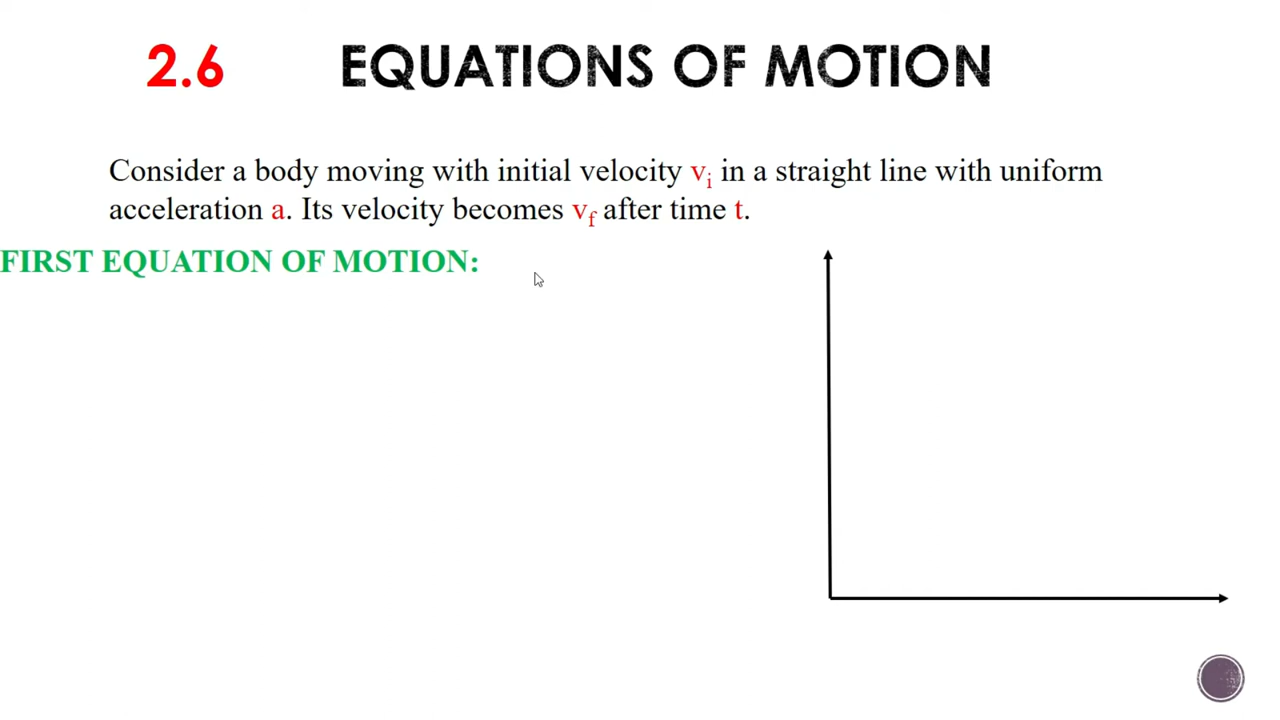 2.6 EQUATIONS OF MOTION
Consider a body moving with initial velocity vᵢ in a straight line with uniform
acceleration a. Its velocity becomes v_f after time t.
FIRST EQUATION OF MOTION: